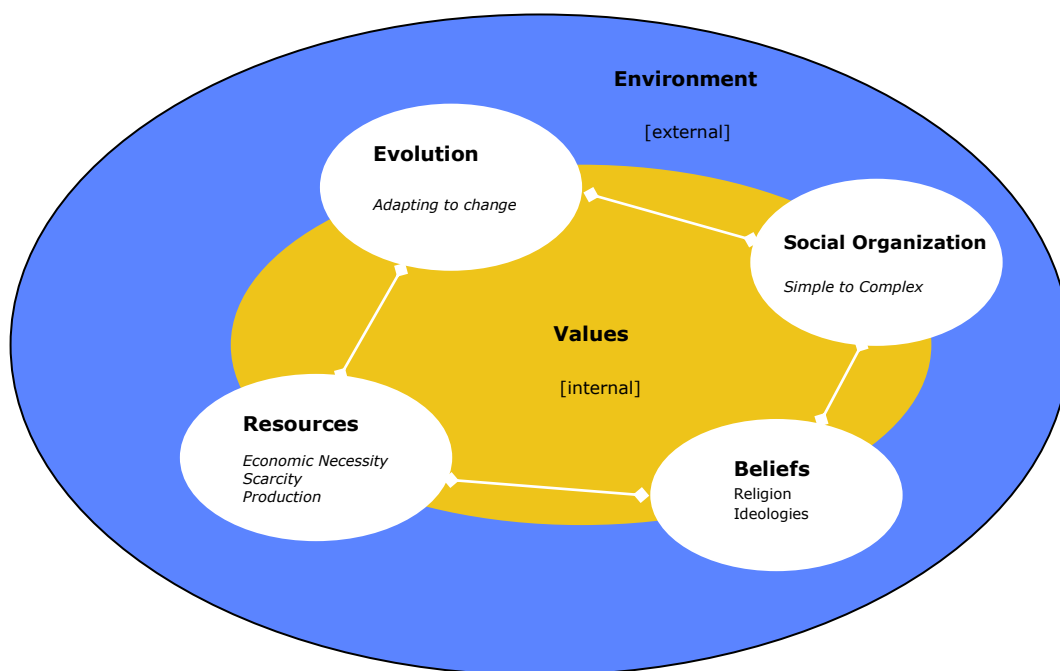 Environment
[external]
Evolution
Adapting to change
Social Organization
Simple to Complex
Values
[internal]
Resources
Economic Necessity
Scarcity
Production
Beliefs
Religion
Ideologies